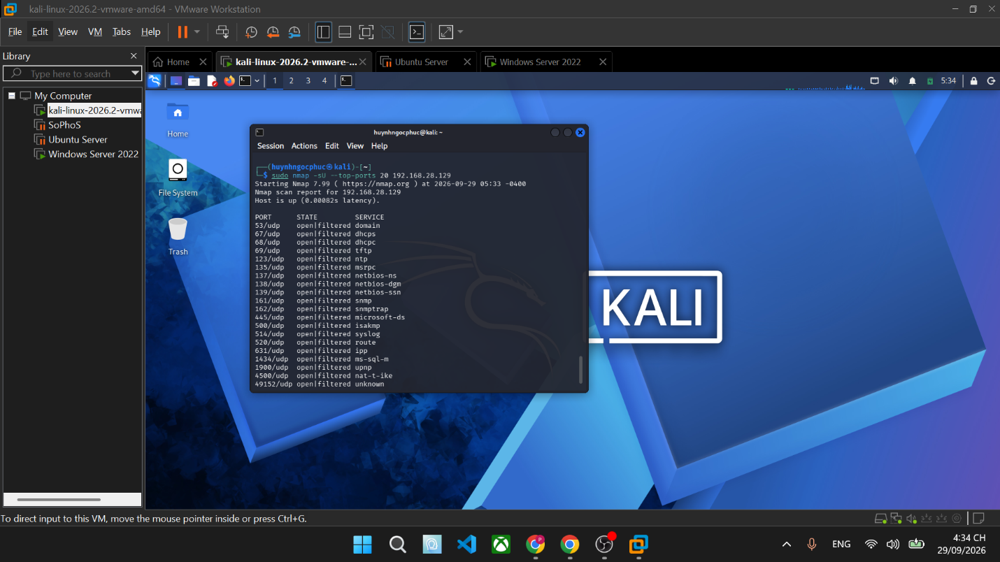 kali-linux-2026.2-vmware-amd64 - VMware Workstation
File Edit View VM Tabs Help
Library
Type here to search
My Computer
kali-linux-2026.2-vmwa
SoPhoS
Ubuntu Server
Windows Server 2022
Home
kali-linux-2026.2-vmware-...
Ubuntu Server
Windows Server 2022
1 2 3 4
5:34
Home
File System
Trash
huynhngocphuc@kali: ~
Session Actions Edit View Help
┌──(huynhngocphuc㉿kali)-[~]
└─$ sudo nmap -sU --top-ports 20 192.168.28.129
Starting Nmap 7.99 ( https://nmap.org ) at 2026-09-29 05:33 -0400
Nmap scan report for 192.168.28.129
Host is up (0.00082s latency).
PORT STATE SERVICE
53/udp open|filtered domain
67/udp open|filtered dhcps
68/udp open|filtered dhcpc
69/udp open|filtered tftp
123/udp open|filtered ntp
135/udp open|filtered msrpc
137/udp open|filtered netbios-ns
138/udp open|filtered netbios-dgm
139/udp open|filtered netbios-ssn
161/udp open|filtered snmp
162/udp open|filtered snmptrap
445/udp open|filtered microsoft-ds
500/udp open|filtered isakmp
514/udp open|filtered syslog
520/udp open|filtered route
631/udp open|filtered ipp
1434/udp open|filtered ms-sql-m
1900/udp open|filtered upnp
4500/udp open|filtered nat-t-ike
49152/udp open|filtered unknown
KALI
To direct input to this VM, move the mouse pointer inside or press Ctrl+G.
ENG
4:34 CH
29/09/2026